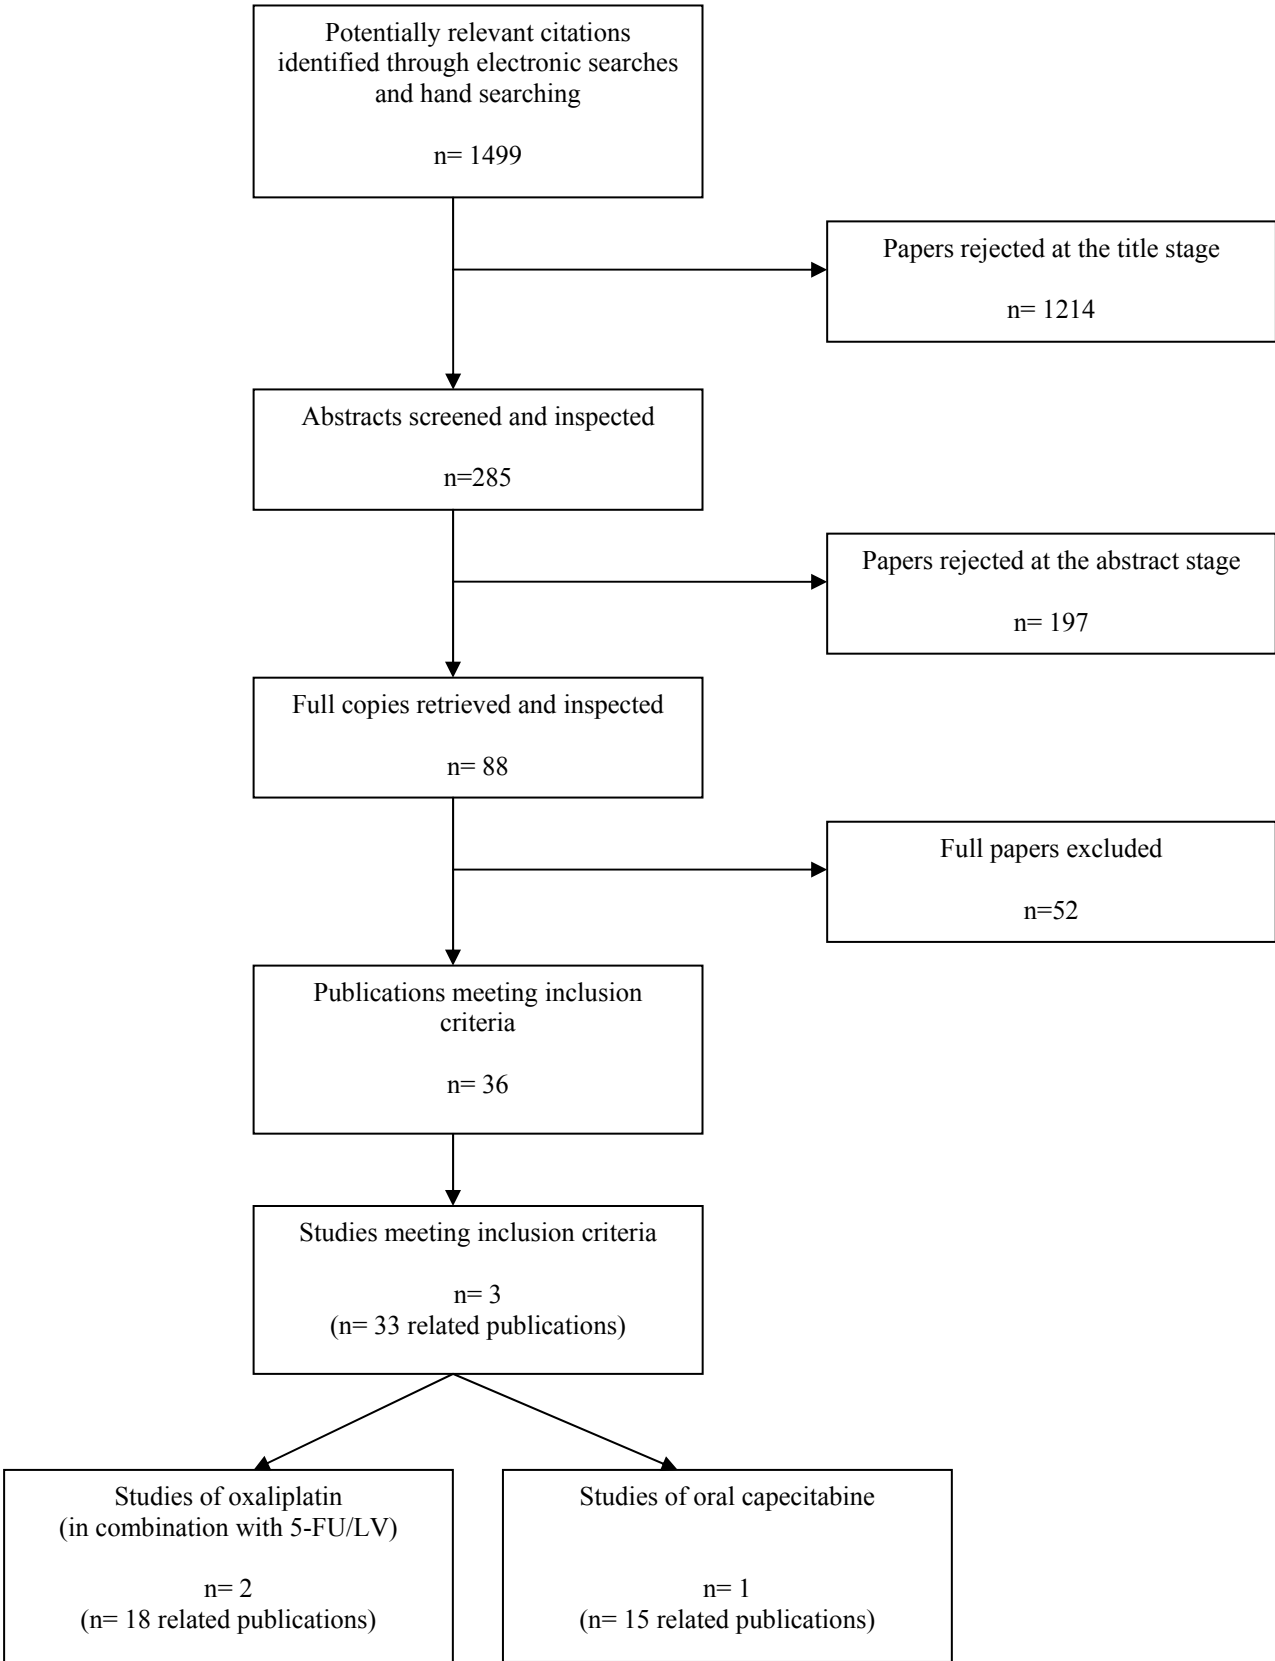 Potentially relevant citations
identified through electronic searches
and hand searching
n= 1499
Papers rejected at the title stage
n= 1214
Abstracts screened and inspected
n=285
Papers rejected at the abstract stage
n= 197
Full copies retrieved and inspected
n= 88
Full papers excluded
n=52
Publications meeting inclusion
criteria
n= 36
Studies meeting inclusion criteria
n= 3
(n= 33 related publications)
Studies of oxaliplatin
(in combination with 5-FU/LV)
n= 2
(n= 18 related publications)
Studies of oral capecitabine
n= 1
(n= 15 related publications)